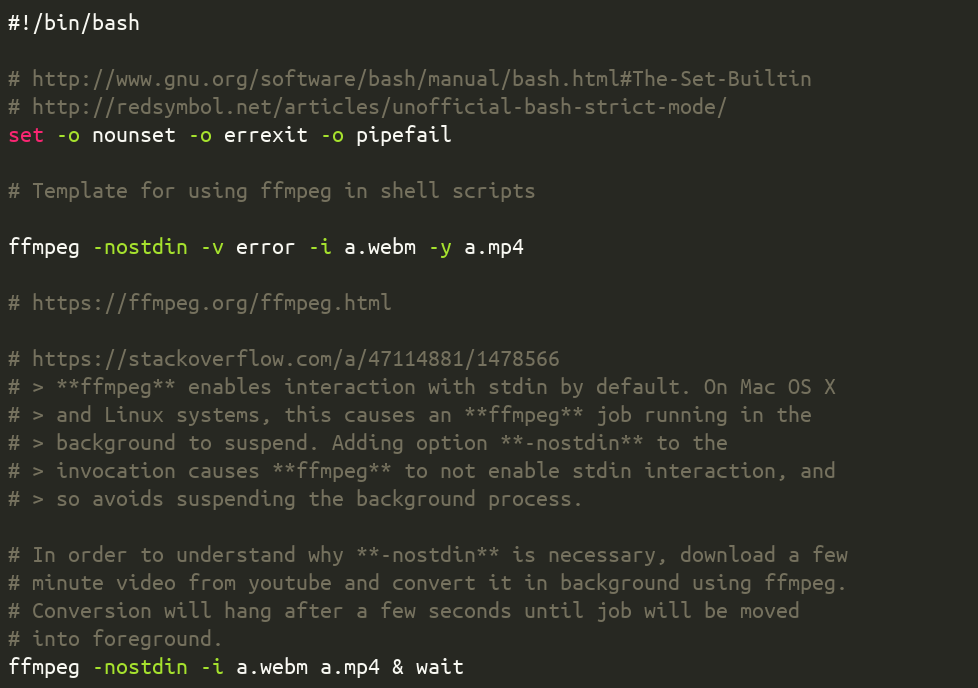 #!/bin/bash
# http://www.gnu.org/software/bash/manual/bash.html#The-Set-Builtin
# http://redsymbol.net/articles/unofficial-bash-strict-mode/
set -o nounset -o errexit -o pipefail
# Template for using ffmpeg in shell scripts
ffmpeg -nostdin -v error -i a.webm -y a.mp4
# https://ffmpeg.org/ffmpeg.html
# https://stackoverflow.com/a/47114881/1478566
# > **ffmpeg** enables interaction with stdin by default. On Mac OS X
# > and Linux systems, this causes an **ffmpeg** job running in the
# > background to suspend. Adding option **-nostdin** to the
# > invocation causes **ffmpeg** to not enable stdin interaction, and
# > so avoids suspending the background process.
# In order to understand why **-nostdin** is necessary, download a few
# minute video from youtube and convert it in background using ffmpeg.
# Conversion will hang after a few seconds until job will be moved
# into foreground.
ffmpeg -nostdin -i a.webm a.mp4 & wait